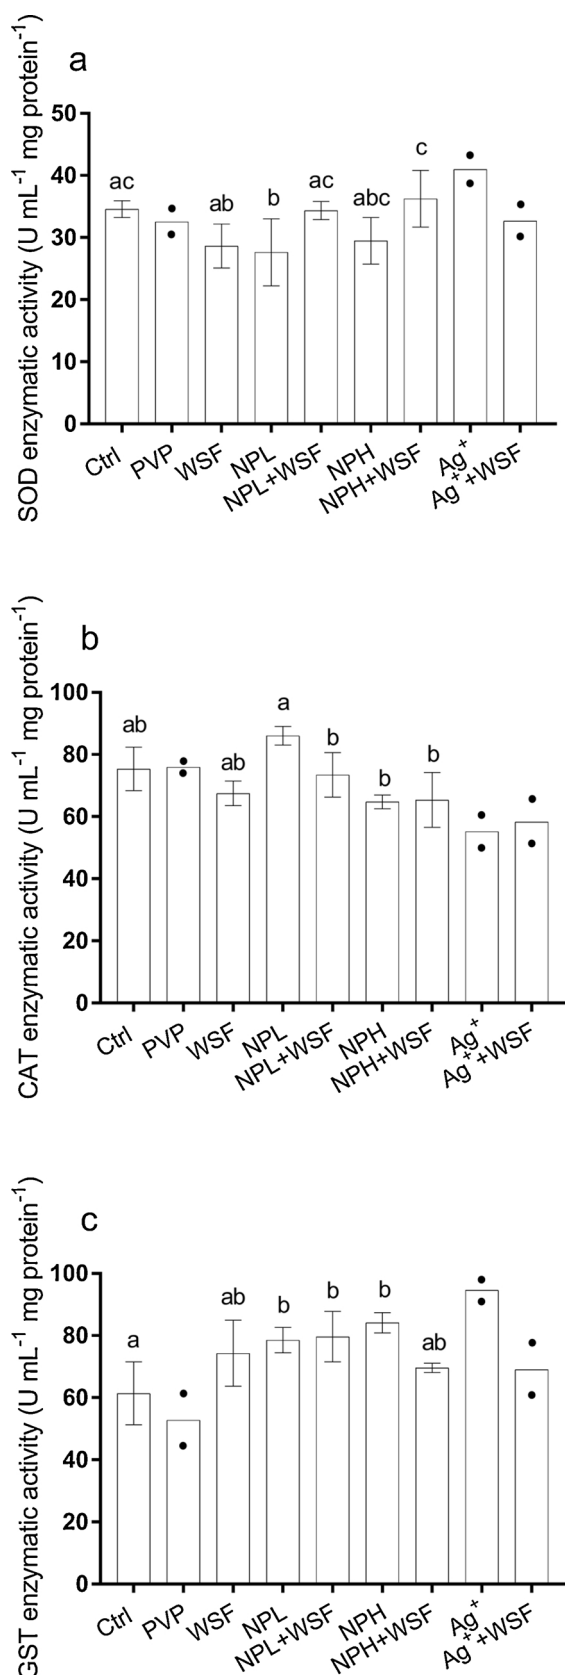 a
SOD enzymatic activity (U mL⁻¹ mg protein⁻¹)
50
40
30
20
10
0
ac
ab
b
ac
abc
c
Ctrl
PVP
WSF
NPL
NPL+WSF
NPH
NPH+WSF
Ag⁺
Ag⁺+WSF
b
CAT enzymatic activity (U mL⁻¹ mg protein⁻¹)
100
80
60
40
20
0
ab
ab
a
b
b
b
Ctrl
PVP
WSF
NPL
NPL+WSF
NPH
NPH+WSF
Ag⁺
Ag⁺+WSF
c
GST enzymatic activity (U mL⁻¹ mg protein⁻¹)
100
80
60
40
20
0
a
ab
b
b
b
ab
Ctrl
PVP
WSF
NPL
NPL+WSF
NPH
NPH+WSF
Ag⁺
Ag⁺+WSF